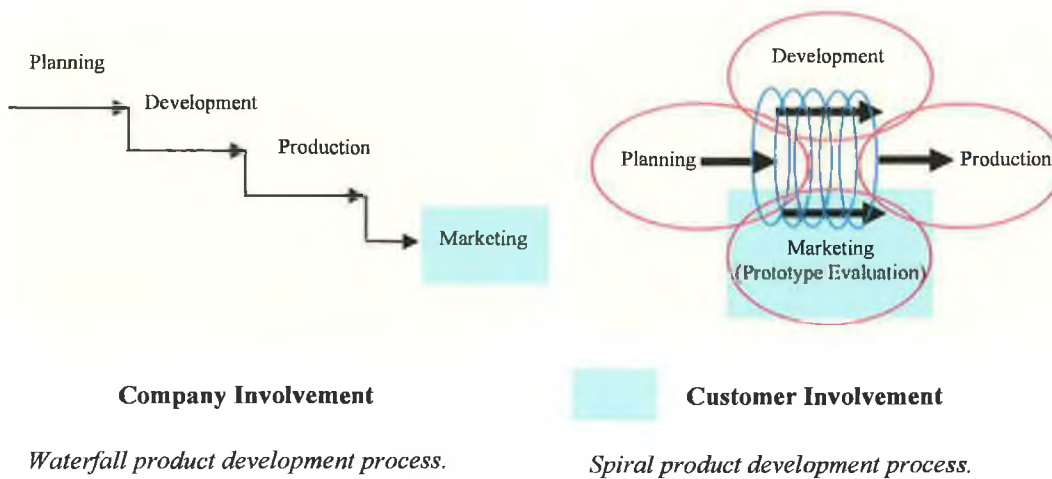 Planning
Development
Production
Marketing
Development
Planning
Production
Marketing
(Prototype Evaluation)
Company Involvement
Customer Involvement
Waterfall product development process.
Spiral product development process.